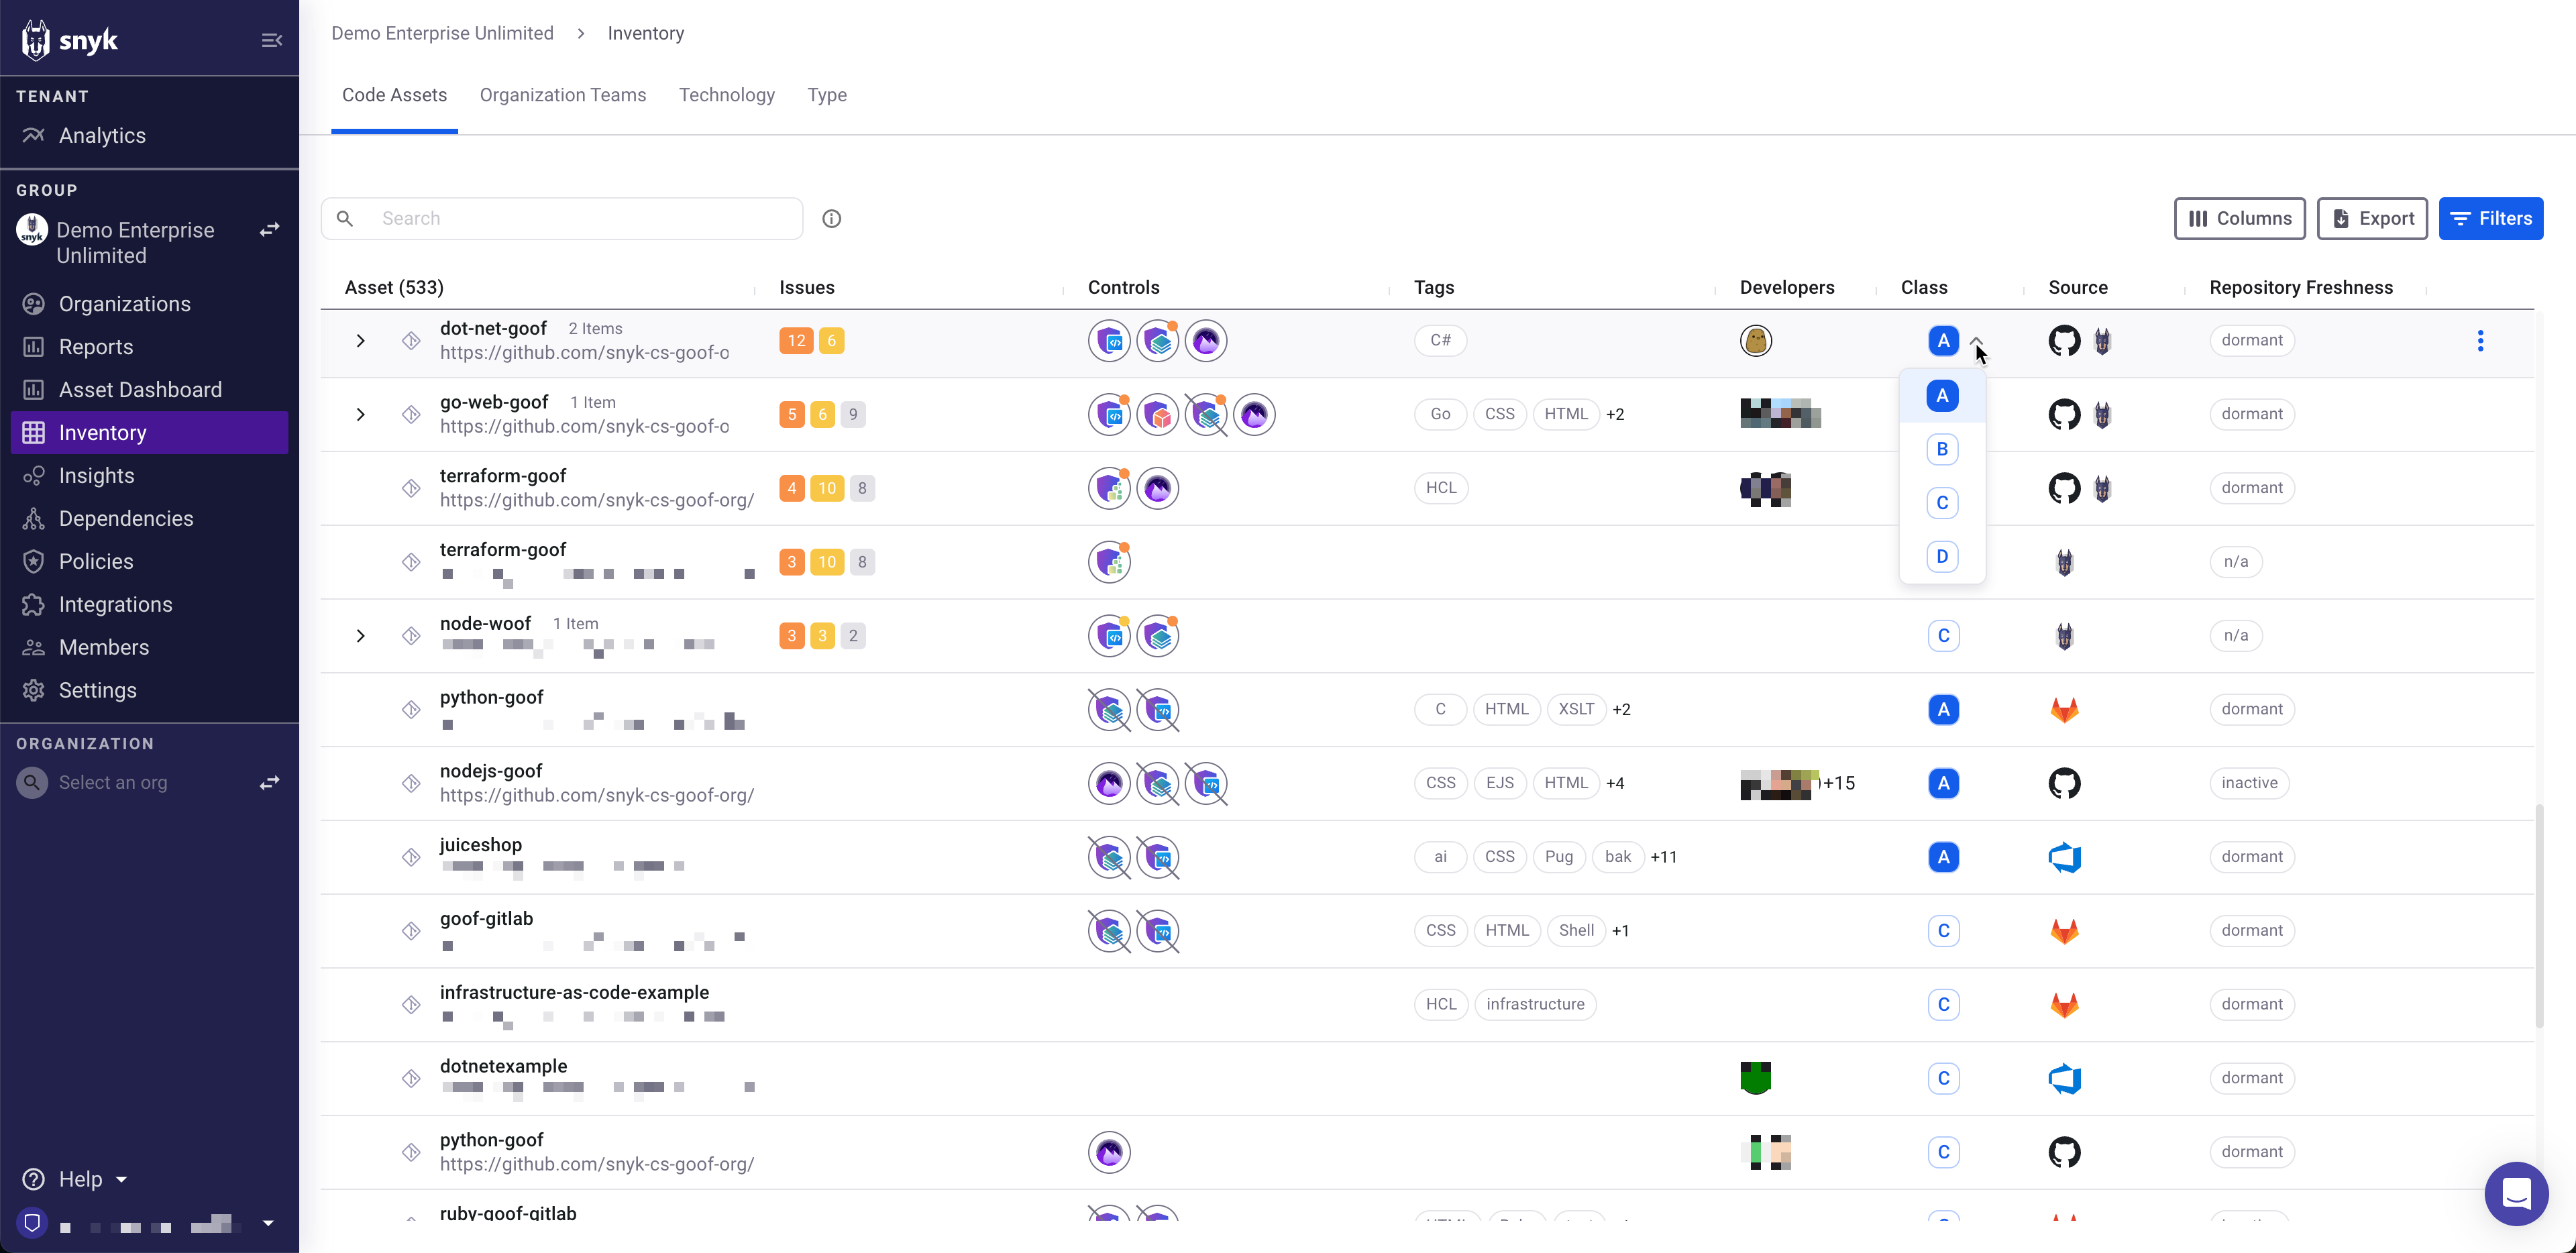 snyk
TENANT
Analytics
GROUP
snyk
Demo Enterprise
Unlimited
Organizations
Reports
Asset Dashboard
Inventory
Insights
Dependencies
Policies
Integrations
Members
Settings
ORGANIZATION
Select an org
Help
Demo Enterprise Unlimited > Inventory
Code Assets Organization Teams Technology Type
Search
Columns Export Filters
Asset (533) Issues Controls Tags Developers Class Source Repository Freshness
dot-net-goof 2 Items
https://github.com/snyk-cs-goof-o
12 6 C# A dormant
A
B
C
D
go-web-goof 1 Item
https://github.com/snyk-cs-goof-o
5 6 9 Go CSS HTML +2 dormant
terraform-goof
https://github.com/snyk-cs-goof-org/
4 10 8 HCL dormant
terraform-goof
3 10 8 n/a
node-woof 1 Item
3 3 2 C n/a
python-goof
C HTML XSLT +2 A dormant
nodejs-goof
https://github.com/snyk-cs-goof-org/
CSS EJS HTML +4 +15 A inactive
juiceshop
ai CSS Pug bak +11 A dormant
goof-gitlab
CSS HTML Shell +1 C dormant
infrastructure-as-code-example
HCL infrastructure C dormant
dotnetexample
C dormant
python-goof
https://github.com/snyk-cs-goof-org/
C dormant
ruby-goof-gitlab